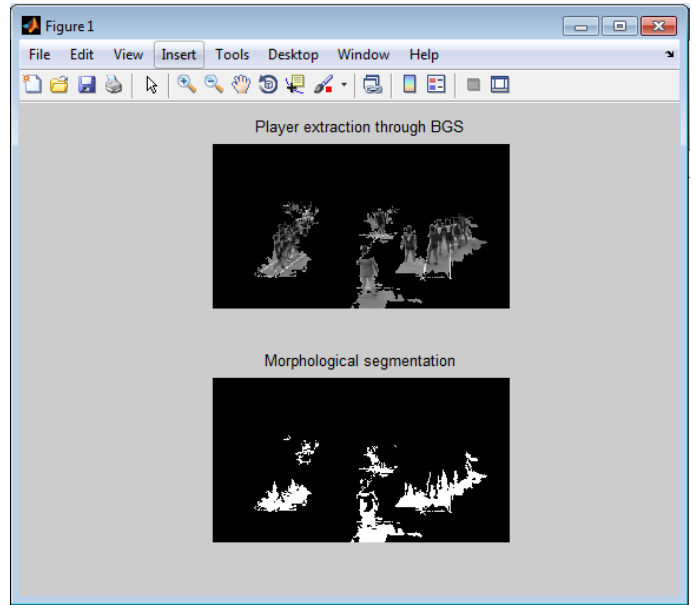 Figure 1
File Edit View Insert Tools Desktop Window Help
Player extraction through BGS
Morphological segmentation